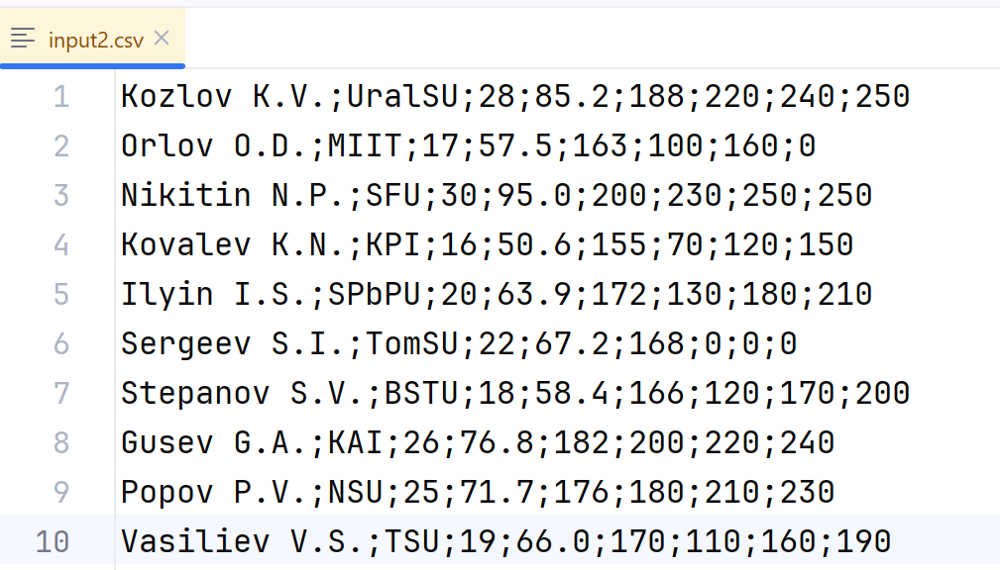 input2.csv
1 Kozlov K.V.;UralSU;28;85.2;188;220;240;250
2 Orlov O.D.;MIIT;17;57.5;163;100;160;0
3 Nikitin N.P.;SFU;30;95.0;200;230;250;250
4 Kovalev K.N.;KPI;16;50.6;155;70;120;150
5 Ilyin I.S.;SPbPU;20;63.9;172;130;180;210
6 Sergeev S.I.;TomSU;22;67.2;168;0;0;0
7 Stepanov S.V.;BSTU;18;58.4;166;120;170;200
8 Gusev G.A.;KAI;26;76.8;182;200;220;240
9 Popov P.V.;NSU;25;71.7;176;180;210;230
10 Vasiliev V.S.;TSU;19;66.0;170;110;160;190